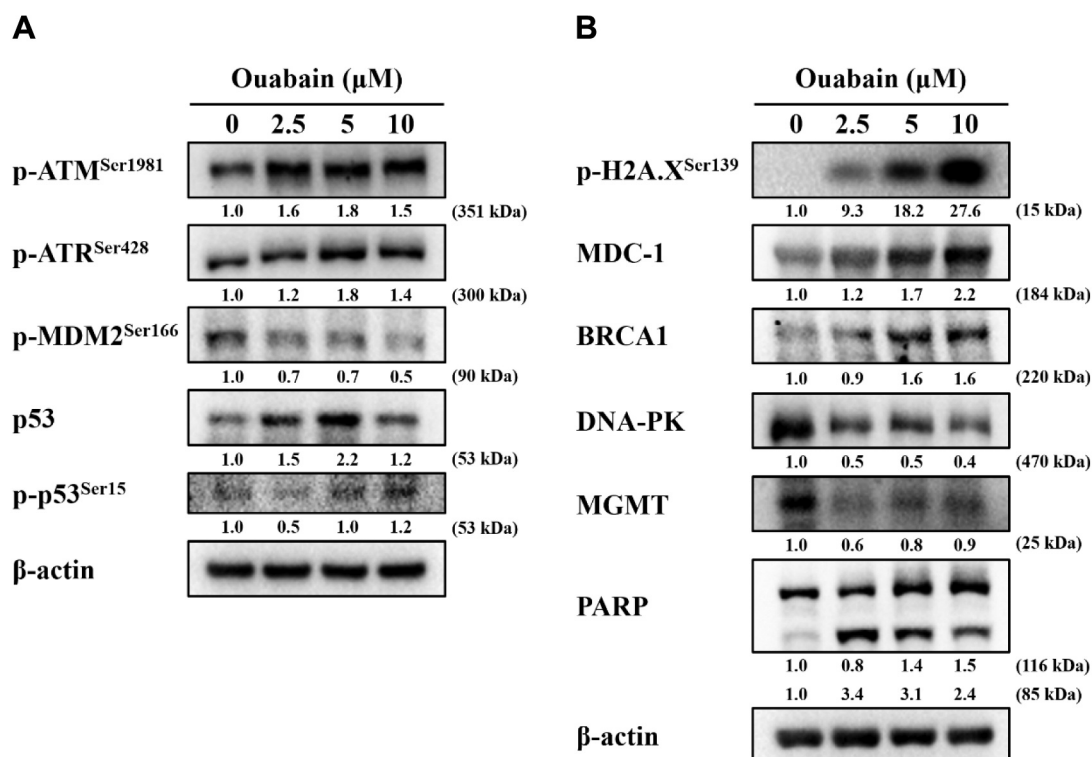 A
Ouabain (μM)
0 2.5 5 10
p-ATMSer1981
1.0 1.6 1.8 1.5 (351 kDa)
p-ATRSer428
1.0 1.2 1.8 1.4 (300 kDa)
p-MDM2Ser166
1.0 0.7 0.7 0.5 (90 kDa)
p53
1.0 1.5 2.2 1.2 (53 kDa)
p-p53Ser15
1.0 0.5 1.0 1.2 (53 kDa)
β-actin
B
Ouabain (μM)
0 2.5 5 10
p-H2A.XSer139
1.0 9.3 18.2 27.6 (15 kDa)
MDC-1
1.0 1.2 1.7 2.2 (184 kDa)
BRCA1
1.0 0.9 1.6 1.6 (220 kDa)
DNA-PK
1.0 0.5 0.5 0.4 (470 kDa)
MGMT
1.0 0.6 0.8 0.9 (25 kDa)
PARP
1.0 0.8 1.4 1.5 (116 kDa)
1.0 3.4 3.1 2.4 (85 kDa)
β-actin